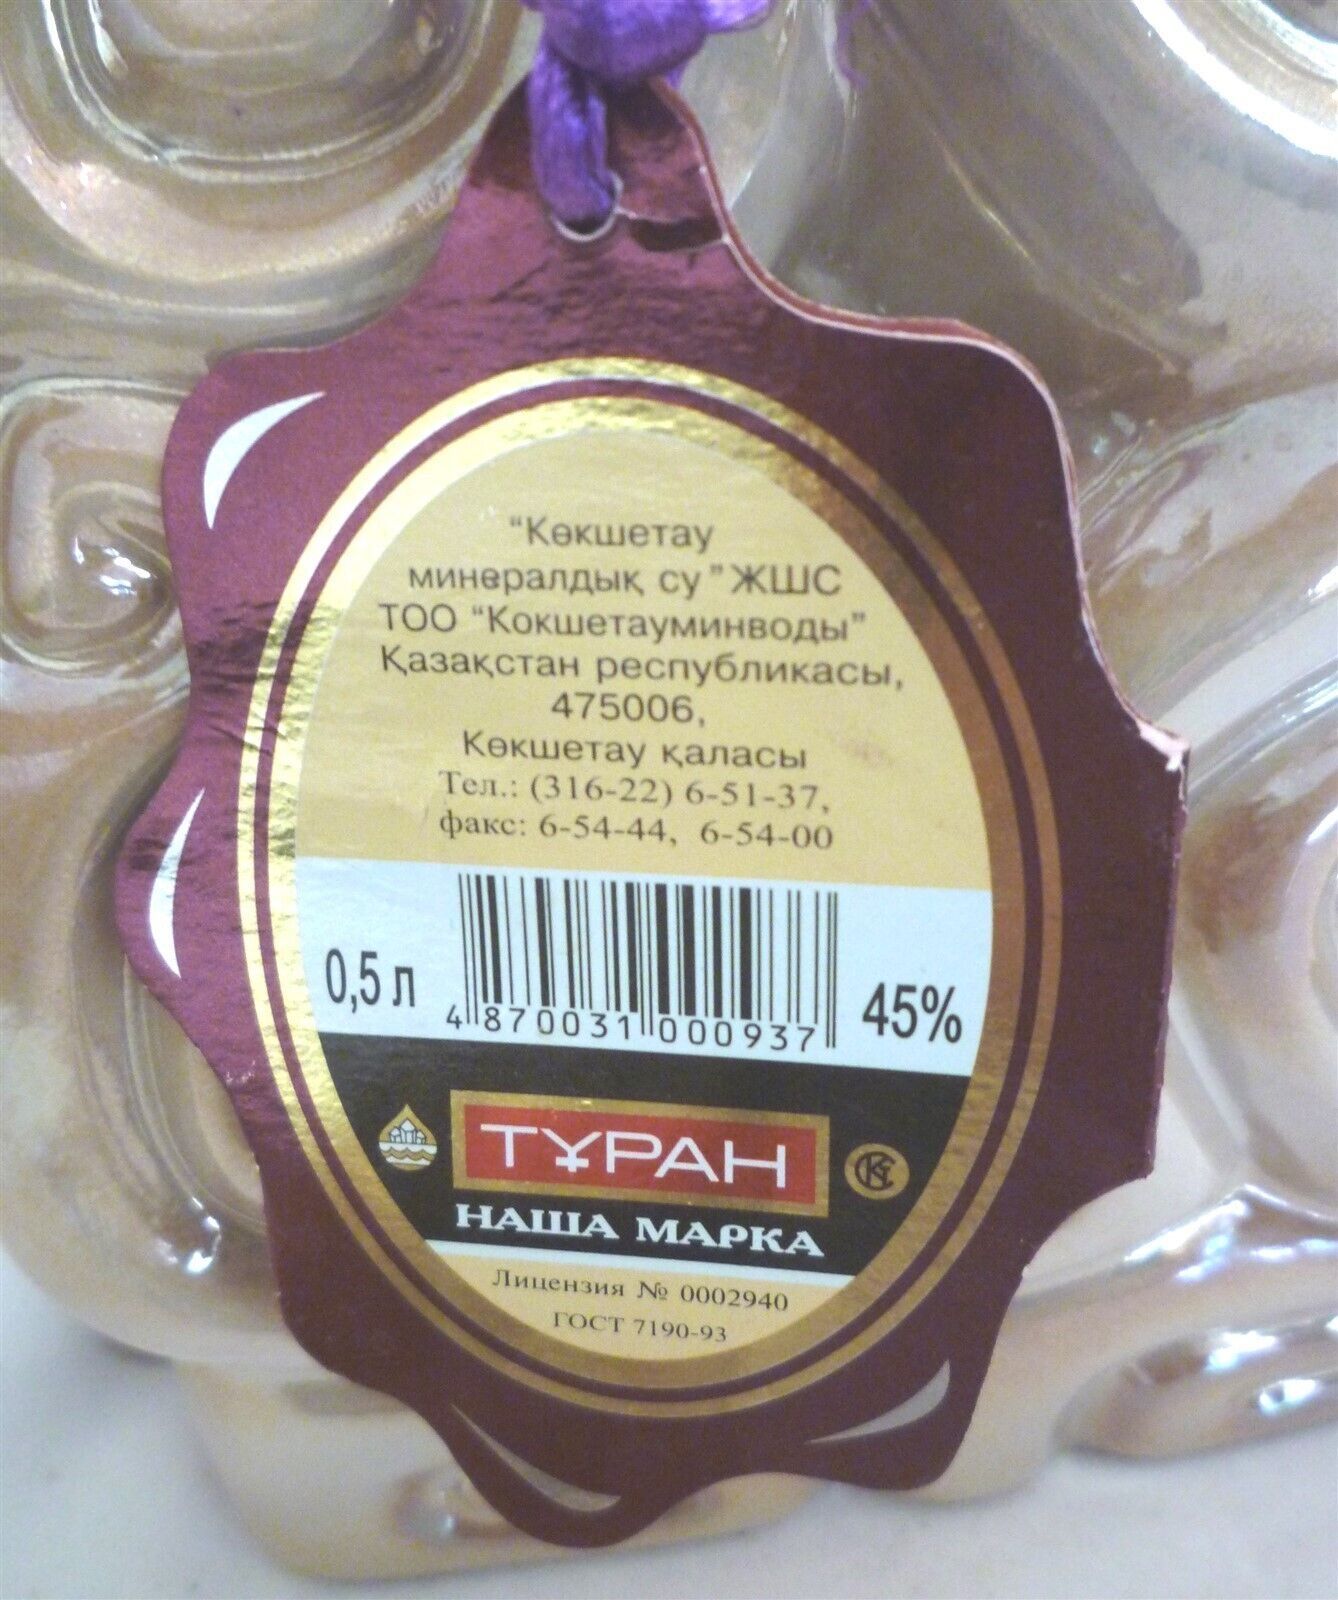 “Көкшетау
минералдық су” ЖШС
ТОО “Кокшетауминводы”
Қазақстан республикасы,
475006,
Көкшетау қаласы
Тел.: (316-22) 6-51-37,
факс: 6-54-44, 6-54-00
0,5 л
4 870031 000937
45%
ТҰРАН
НАША МАРКА
Лицензия № 0002940
ГОСТ 7190-93